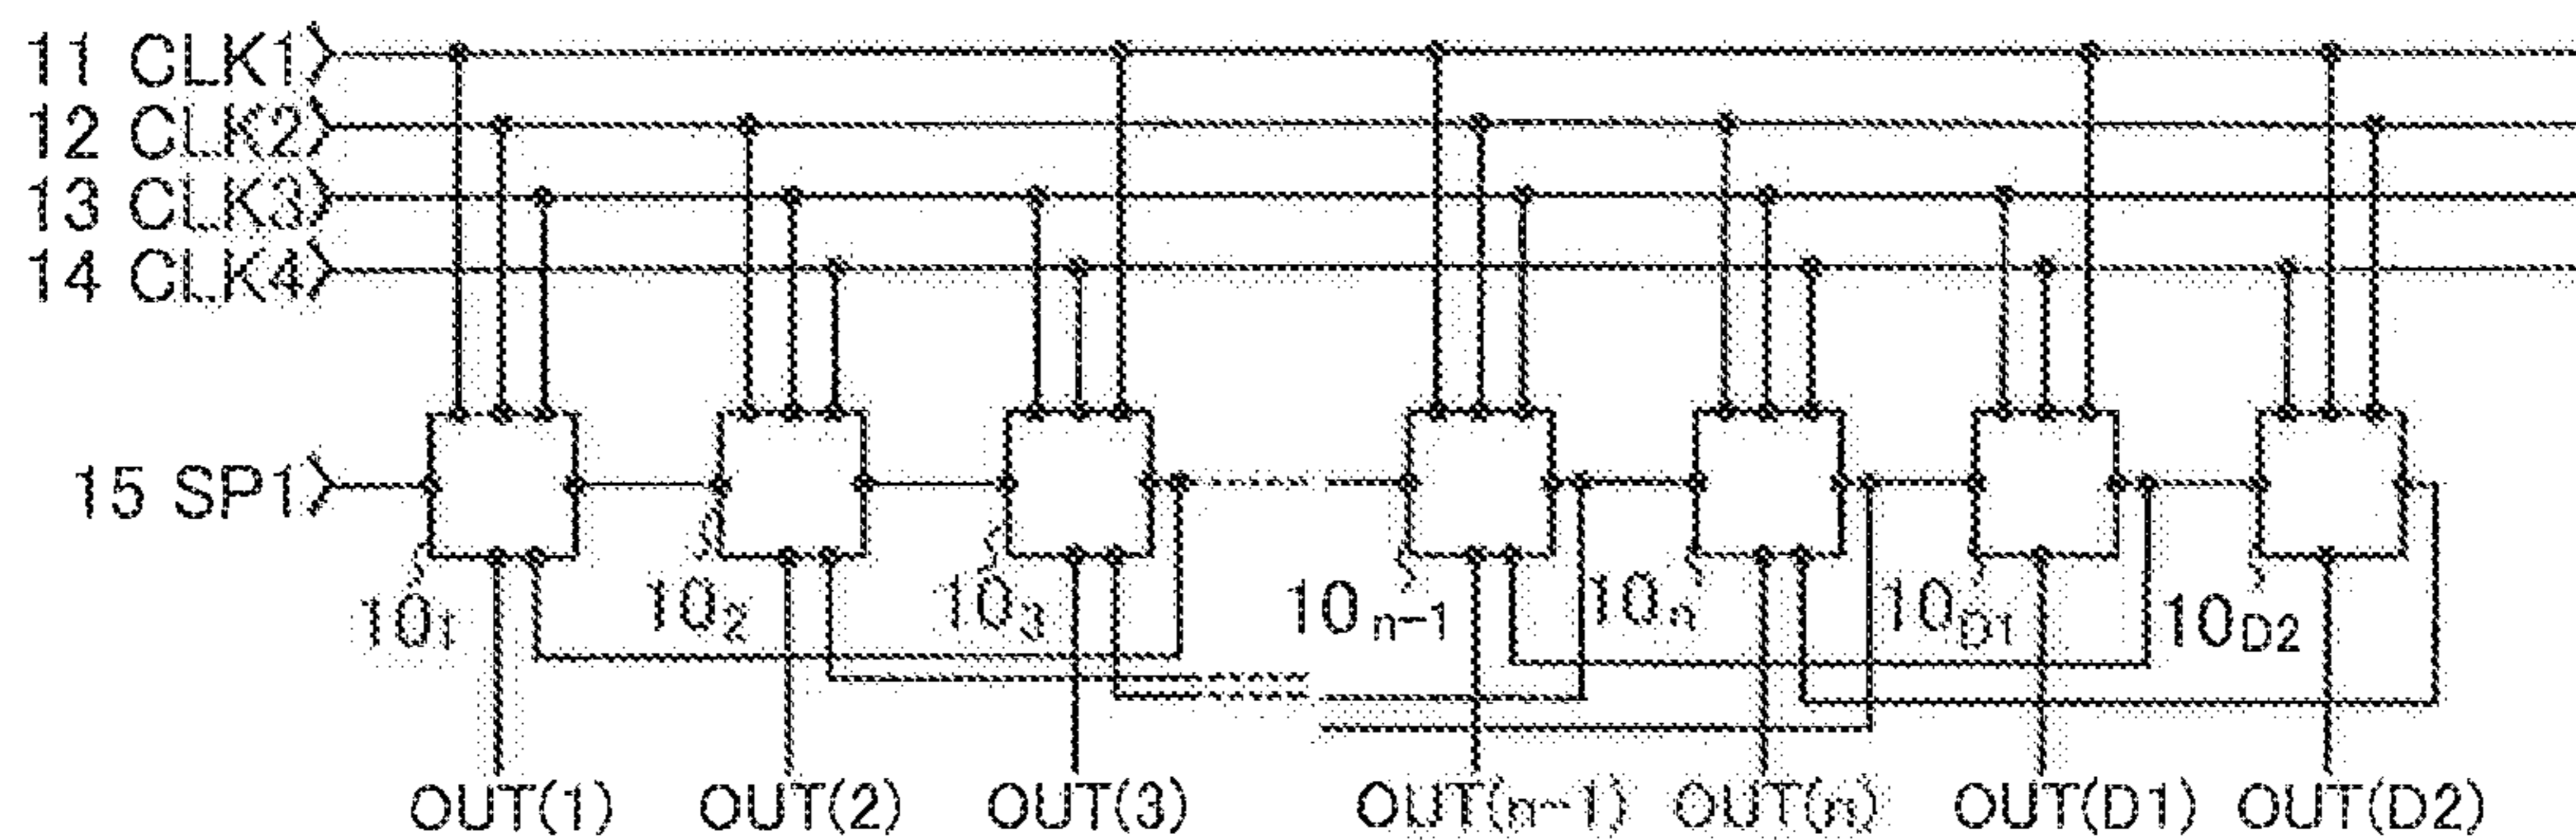 11 CLK1
12 CLK2
13 CLK3
14 CLK4
15 SP1
10₁ 10₂ 10₃ 10ₙ₋₁ 10ₙ 10D1 10D2
OUT(1) OUT(2) OUT(3) OUT(n-1) OUT(n) OUT(D1) OUT(D2)